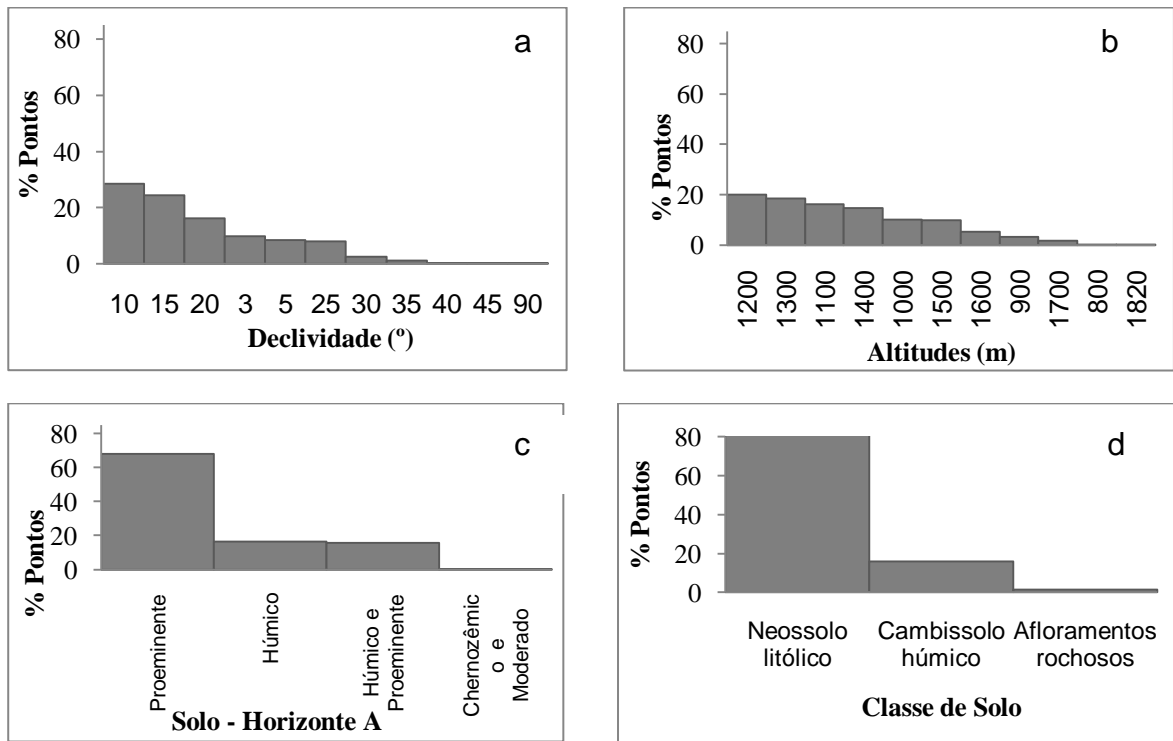 a
% Pontos
80
60
40
20
0
10 15 20 3 5 25 30 35 40 45 90
Declividade (º)
b
% Pontos
80
60
40
20
0
1200 1300 1100 1400 1000 1500 1600 900 1700 800 1820
Altitudes (m)
c
% Pontos
80
60
40
20
0
Proeminente
Húmico
Húmico e
Proeminente
Chernozêmic
o e
Moderado
Solo - Horizonte A
d
% Pontos
80
60
40
20
0
Neossolo
litólico
Cambissolo
húmico
Afloramentos
rochosos
Classe de Solo